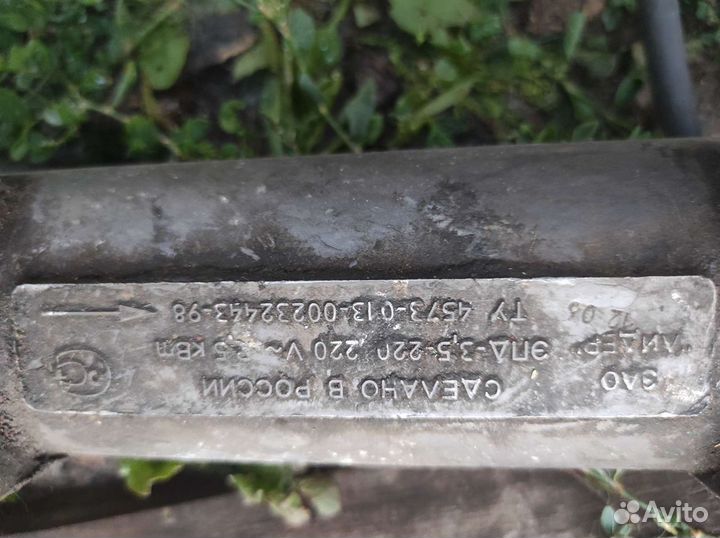 СДЕЛАНО В РОССИИ
ЗАО
"ЛИДЕР"
12.06
ЭПД-3,5-220 220 V~ 3,5 кВт
ТУ 4573-013-00232443-98
Avito